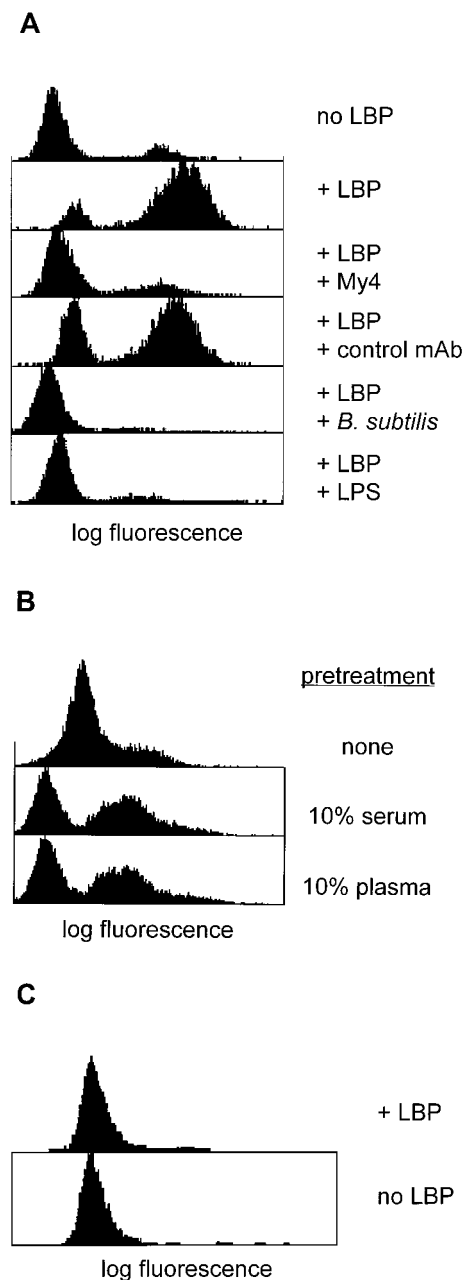 A
no LBP
+ LBP
+ LBP
+ My4
+ LBP
+ control mAb
+ LBP
+ B. subtilis
+ LBP
+ LPS
log fluorescence
B
pretreatment
none
10% serum
10% plasma
log fluorescence
C
+ LBP
no LBP
log fluorescence